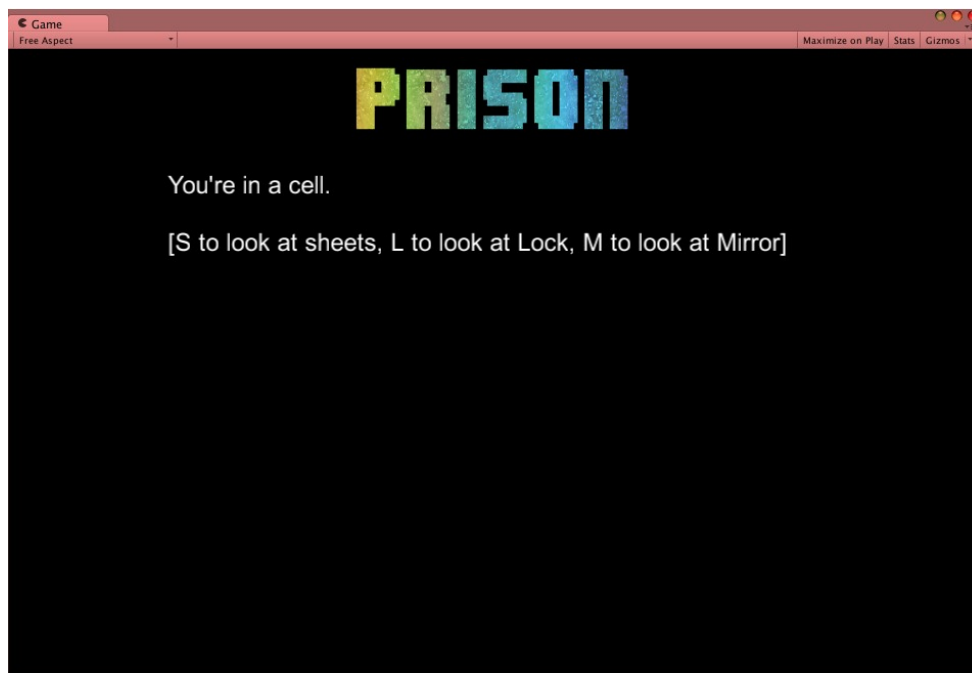 Game
Free Aspect Maximize on Play Stats Gizmos
PRISON
You're in a cell.
[S to look at sheets, L to look at Lock, M to look at Mirror]